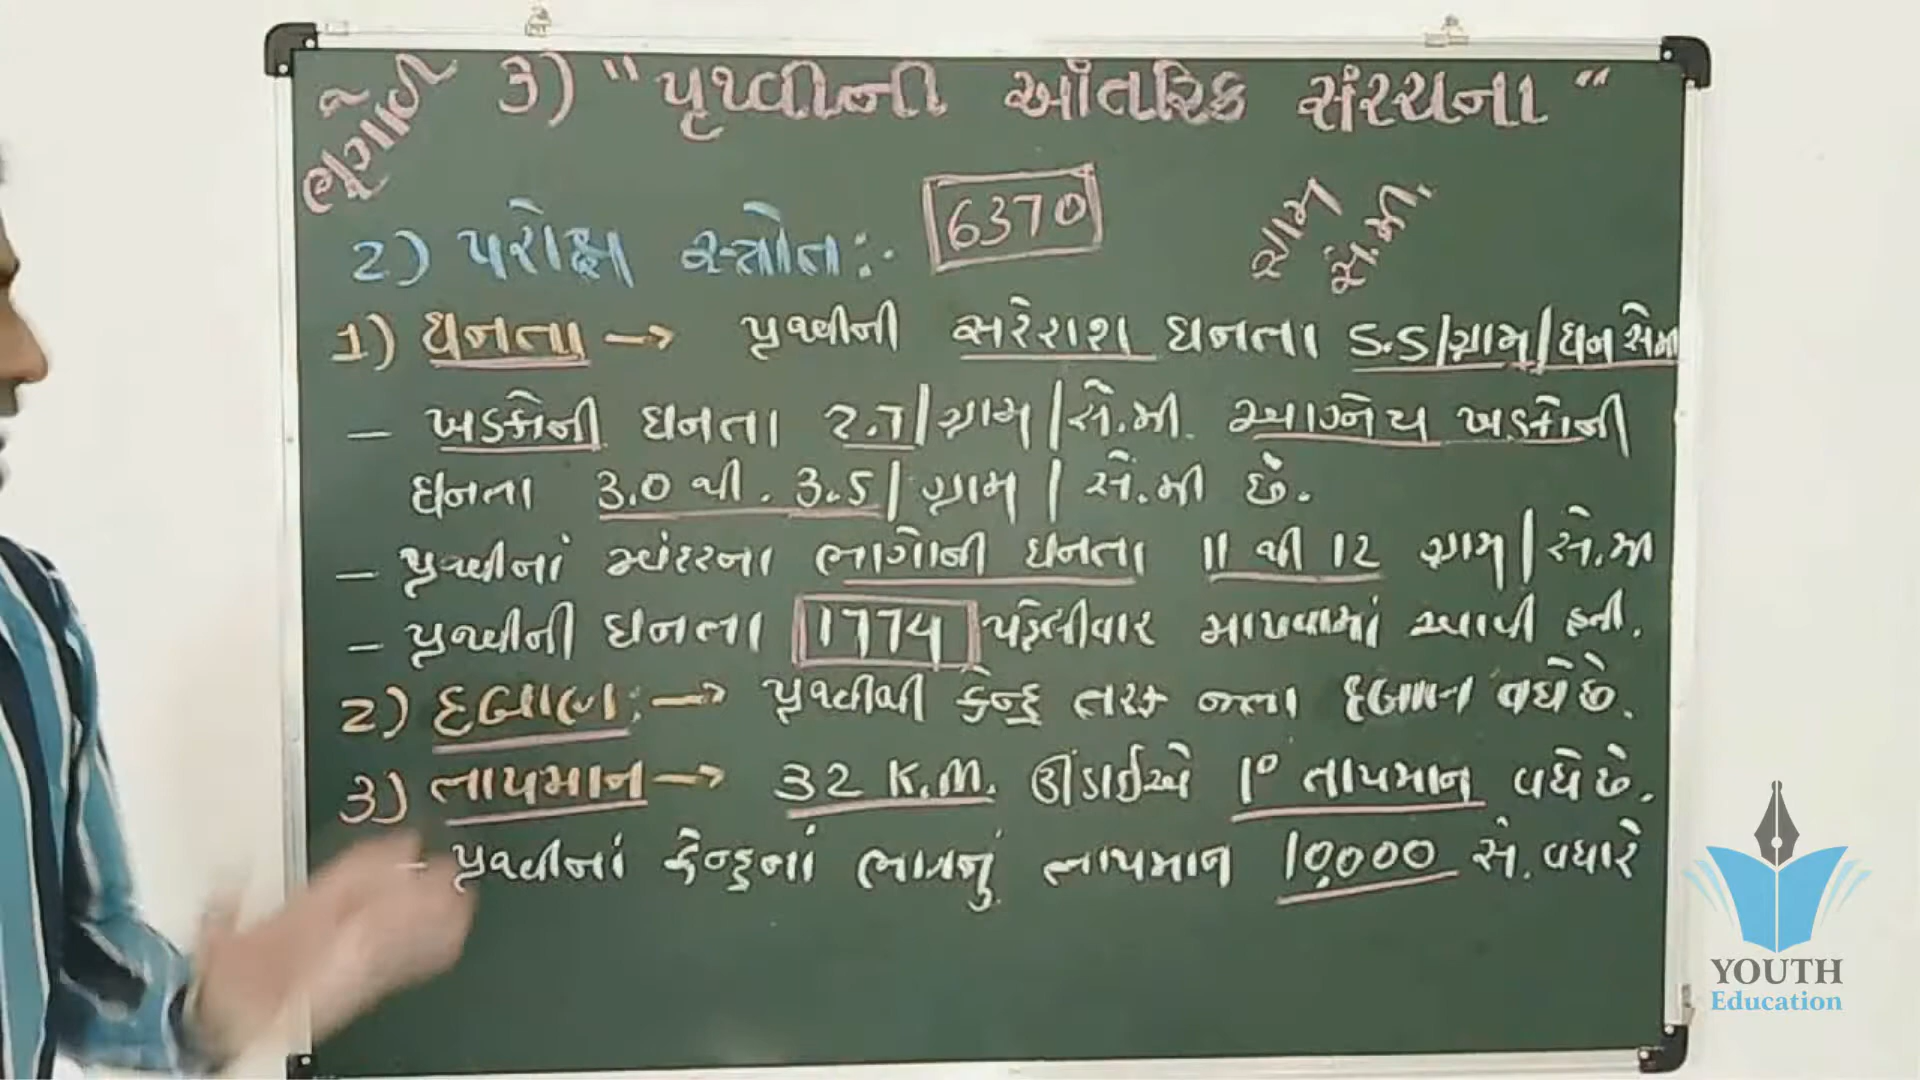 ભૂગોળ
3) "પૃથ્વીની આંતરિક સંરચના"
2) પરોક્ષ સ્ત્રોત:-
6370
ગ્રામ
સે.મી.
1) ઘનતા → પૃથ્વીની સરેરાશ ઘનતા 5.5/ગ્રામ/ઘન સેમી
– ખડકોની ઘનતા 2.7/ગ્રામ/સે.મી. આગ્નેય ખડકોની
ઘનતા 3.0 થી. 3.5/ગ્રામ/સે.મી છે.
– પૃથ્વીનાં ભાગોની ઘનતા 11 થી 12 ગ્રામ/સે.મી
– પૃથ્વીની ઘનતા 1774 પહેલીવાર માપવામાં આવી હતી.
2) દબાણ:→ પૃથ્વીથી કેન્દ્ર તરફ જતા દબાણ વધે છે.
3) તાપમાન → 32 K.M. ઊંડાઈએ 1° તાપમાન વધે છે.
- પૃથ્વીનાં કેન્દ્રનાં ભાગનું તાપમાન 10,000 સે. વધારે
YOUTH
Education